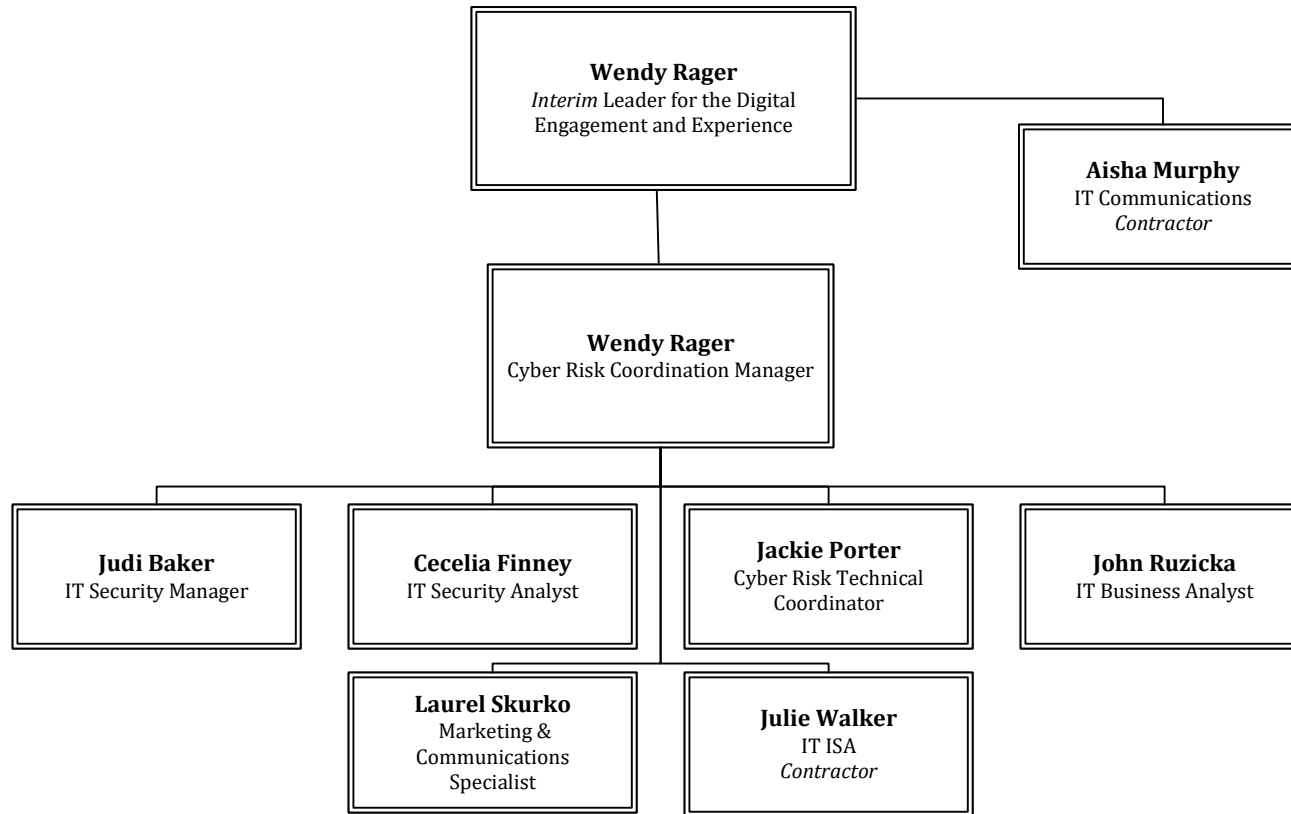 Wendy Rager
Interim Leader for the Digital
Engagement and Experience
Aisha Murphy
IT Communications
Contractor
Wendy Rager
Cyber Risk Coordination Manager
Judi Baker
IT Security Manager
Cecelia Finney
IT Security Analyst
Jackie Porter
Cyber Risk Technical
Coordinator
John Ruzicka
IT Business Analyst
Laurel Skurko
Marketing &
Communications
Specialist
Julie Walker
IT ISA
Contractor